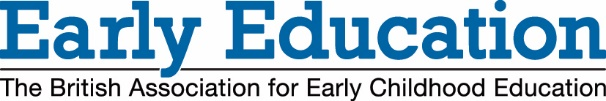 Early Education
The British Association for Early Childhood Education